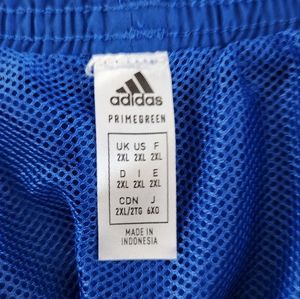 adidas
PRIMEGREEN
UK US F
2XL 2XL 2XL
D I E
2XL 2XL 2XL
CDN J
2XL/2TG 6XO
MADE IN
INDONESIA